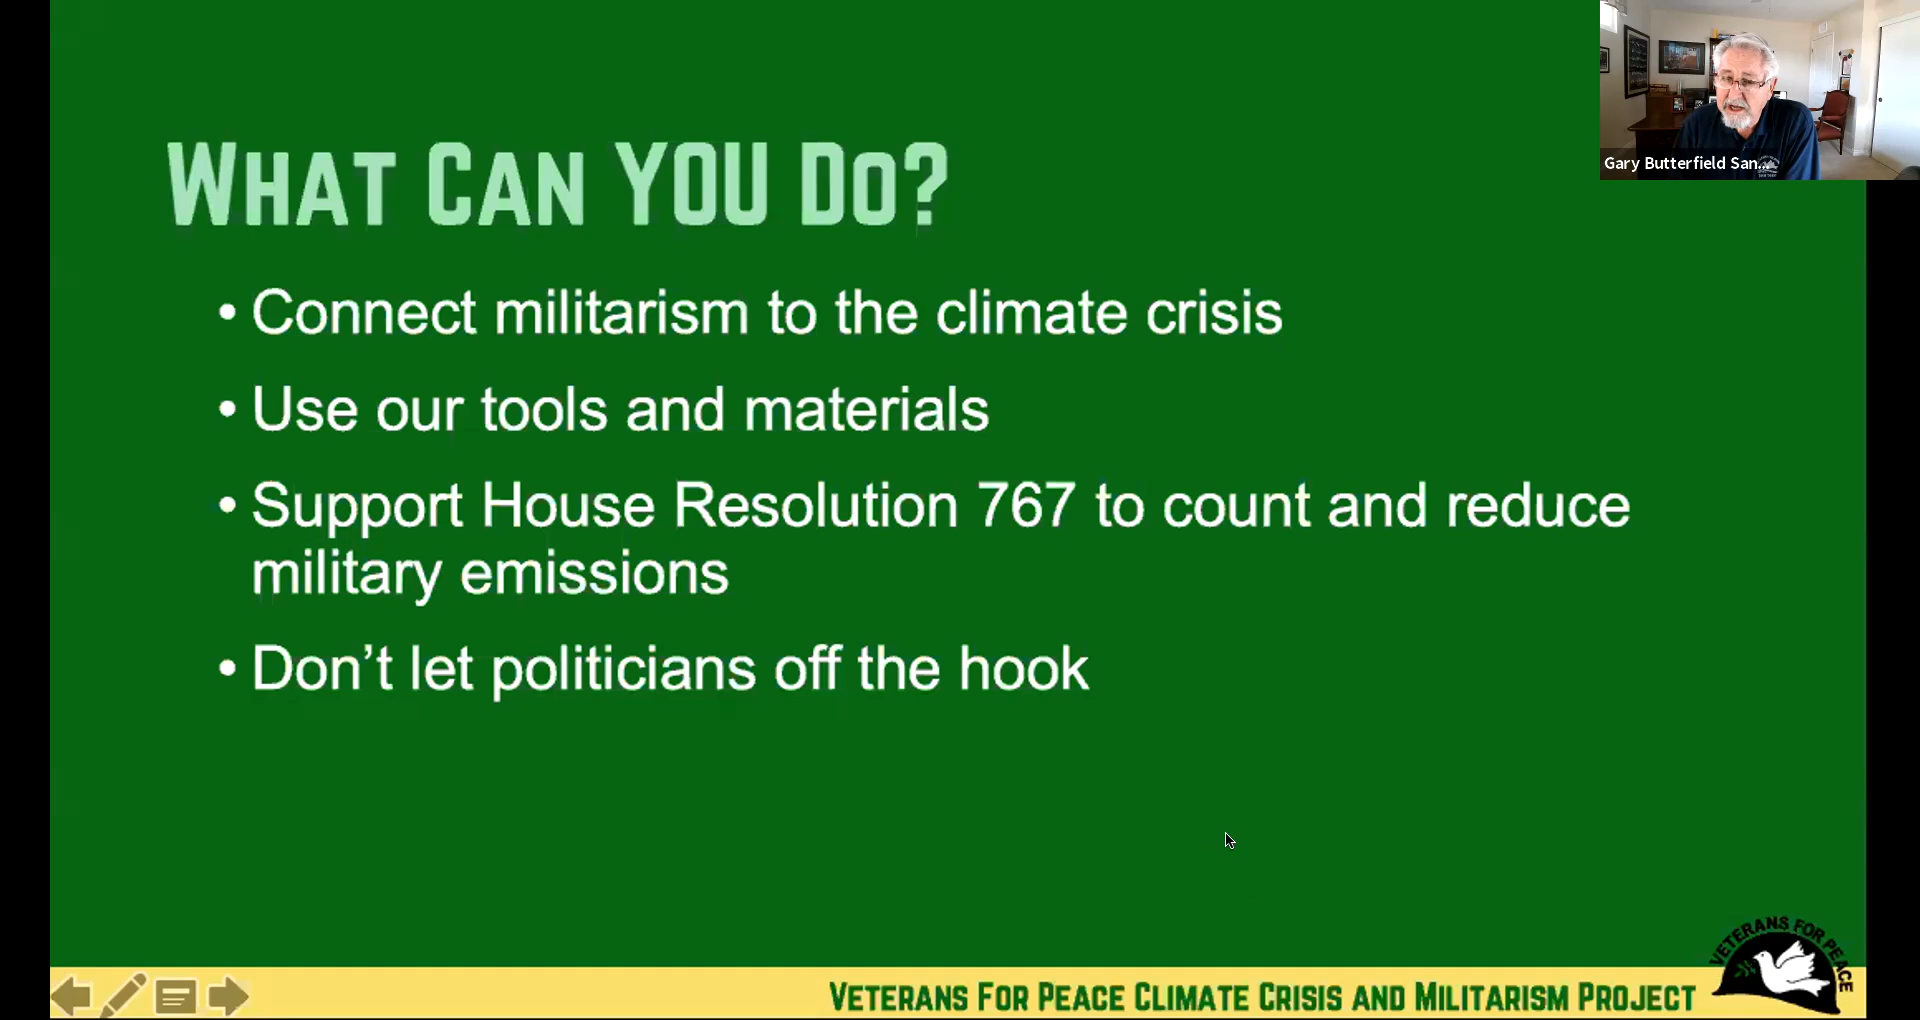 Gary Butterfield San...
WHAT CAN YOU DO?
• Connect militarism to the climate crisis
• Use our tools and materials
• Support House Resolution 767 to count and reduce
military emissions
• Don’t let politicians off the hook
VETERANS FOR PEACE
VETERANS FOR PEACE CLIMATE CRISIS AND MILITARISM PROJECT